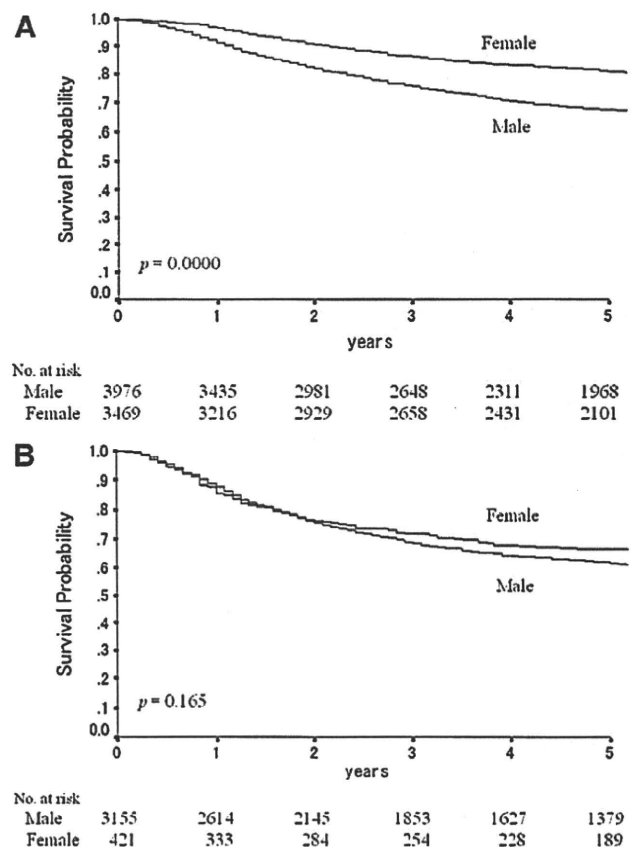 A
Survival Probability
1.0
.9
.8
.7
.6
.5
.4
.3
.2
.1
0.0
Female
Male
p = 0.0000
0 1 2 3 4 5
years
No. at risk
Male 3976 3435 2981 2648 2311 1968
Female 3469 3216 2929 2658 2431 2101
B
Survival Probability
1.0
.9
.8
.7
.6
.5
.4
.3
.2
.1
0.0
Female
Male
p = 0.165
0 1 2 3 4 5
years
No. at risk
Male 3155 2614 2145 1853 1627 1379
Female 421 333 284 254 228 189